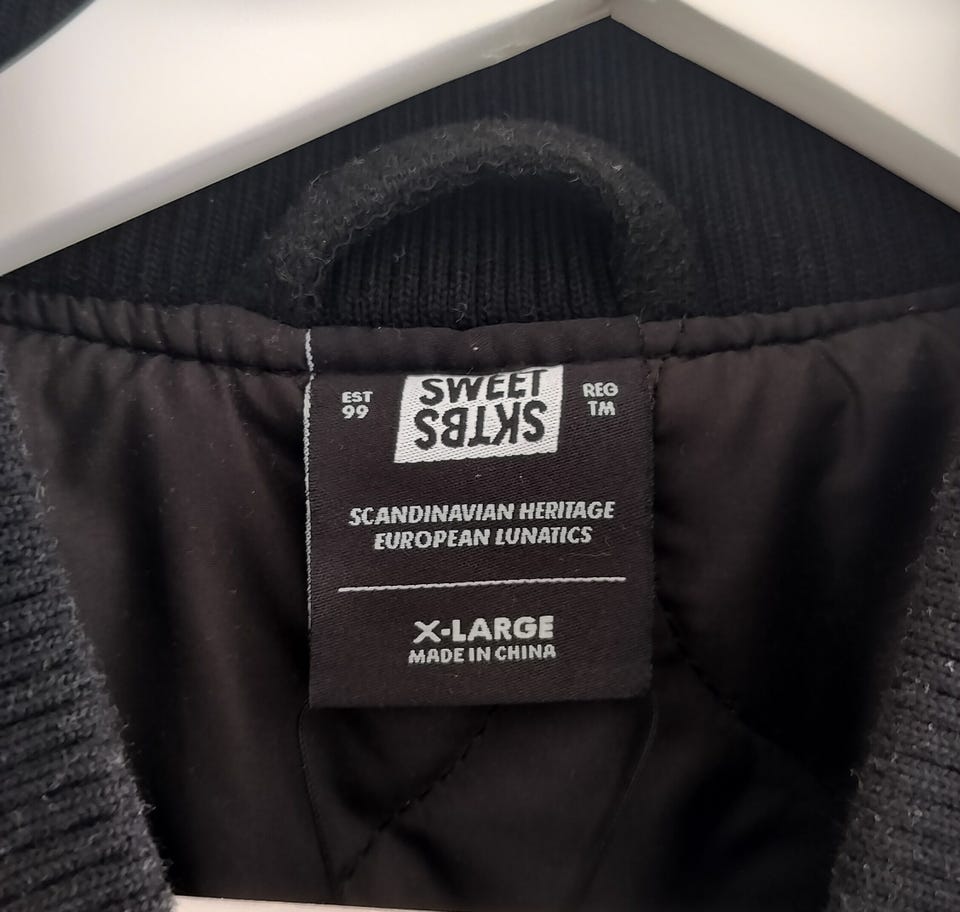 EST
99
SWEET
SKTBS
REG
TM
SCANDINAVIAN HERITAGE
EUROPEAN LUNATICS
X-LARGE
MADE IN CHINA